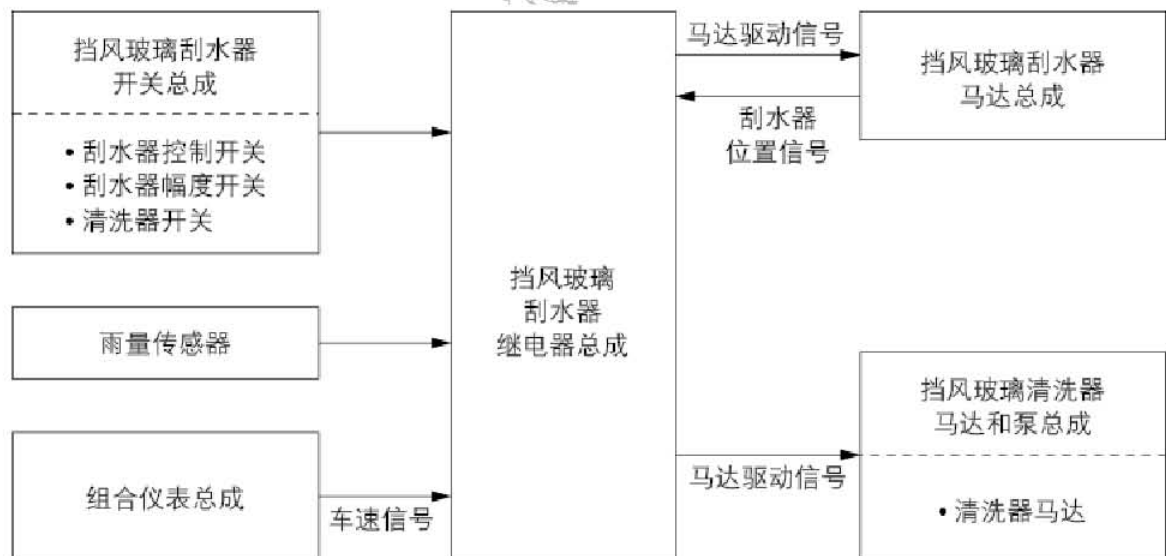 挡风玻璃刮水器
开关总成
• 刮水器控制开关
• 刮水器幅度开关
• 清洗器开关
雨量传感器
组合仪表总成
车速信号
挡风玻璃
刮水器
继电器总成
马达驱动信号
刮水器
位置信号
挡风玻璃刮水器
马达总成
马达驱动信号
挡风玻璃清洗器
马达和泵总成
• 清洗器马达